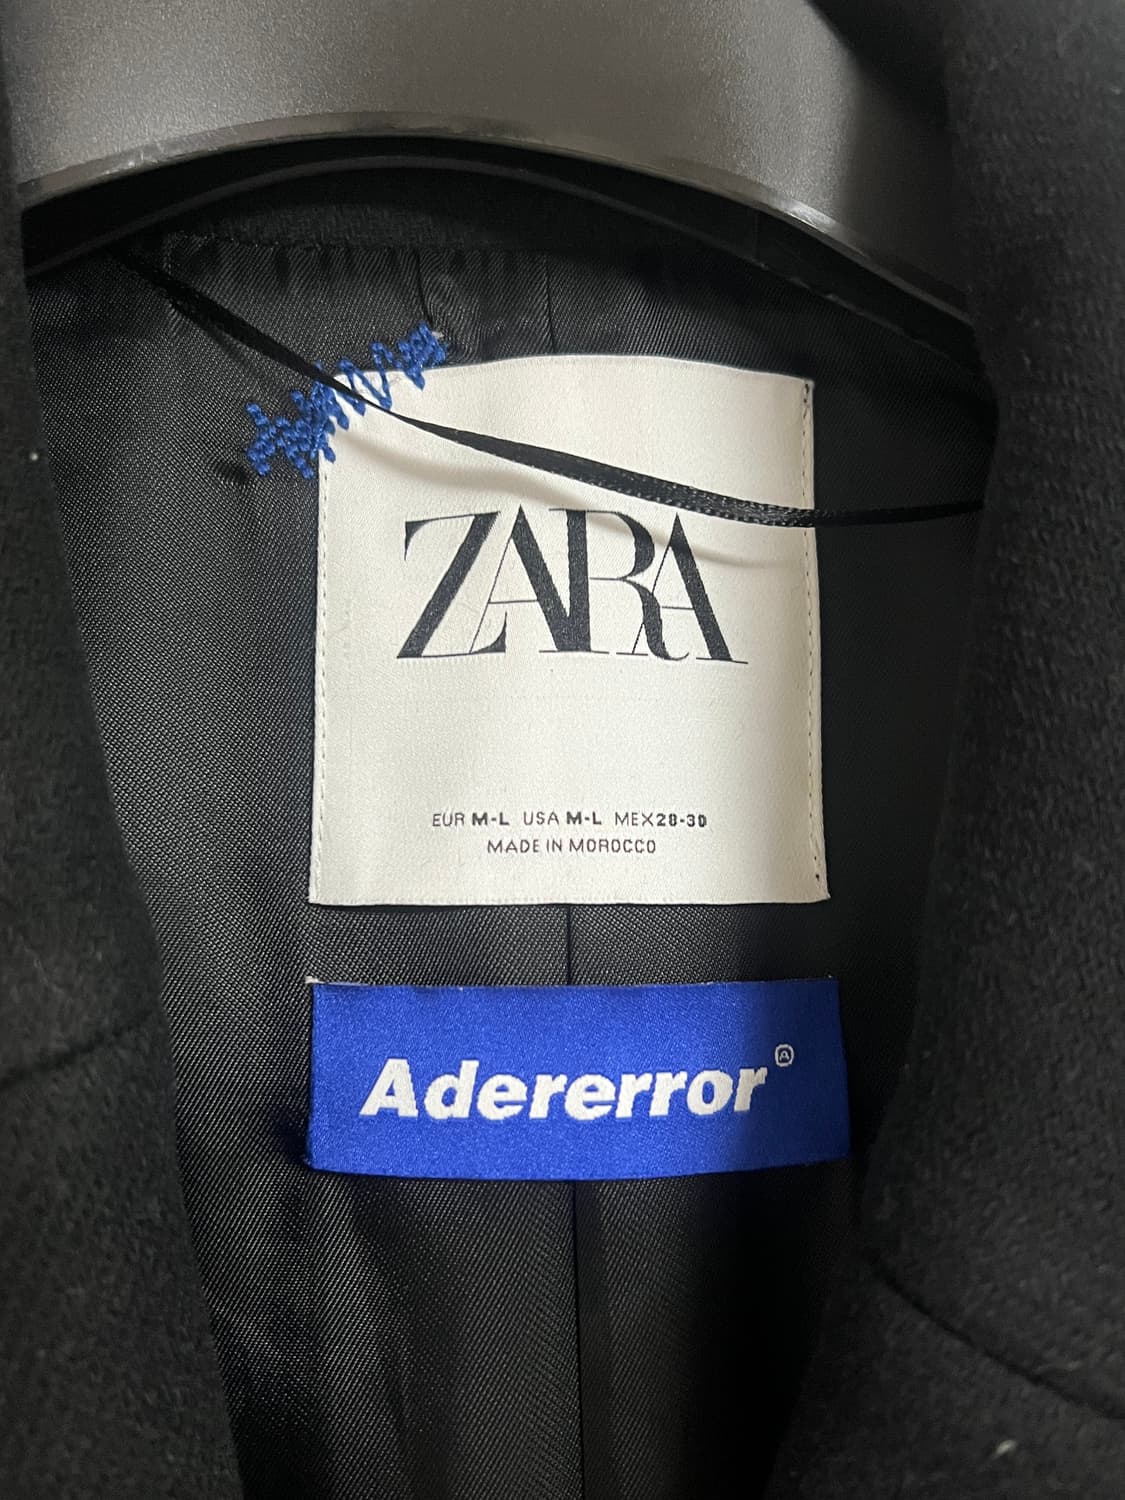 ZARA
EUR M-L USA M-L MEX28-30
MADE IN MOROCCO
Adererror